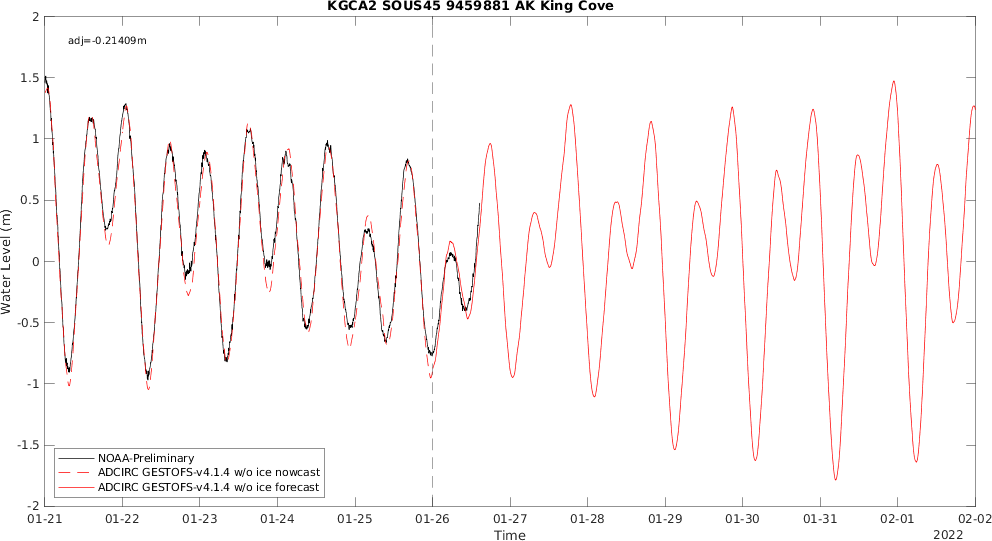 KGCA2 SOUS45 9459881 AK King Cove
adj=-0.21409m
2
1.5
1
0.5
0
-0.5
-1
-1.5
-2
Water Level (m)
NOAA-Preliminary
ADCIRC GESTOFS-v4.1.4 w/o ice nowcast
ADCIRC GESTOFS-v4.1.4 w/o ice forecast
01-21 01-22 01-23 01-24 01-25 01-26 01-27 01-28 01-29 01-30 01-31 02-01 02-02
Time
2022